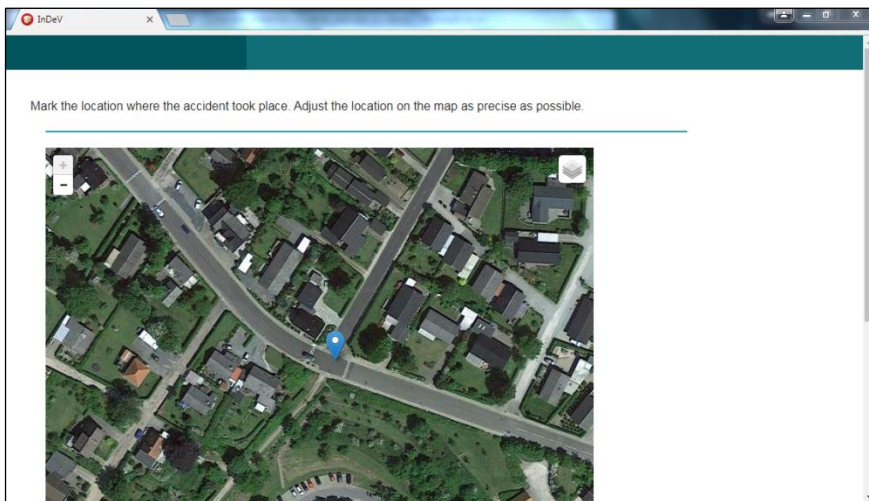 InDeV
Mark the location where the accident took place. Adjust the location on the map as precise as possible.
+
-